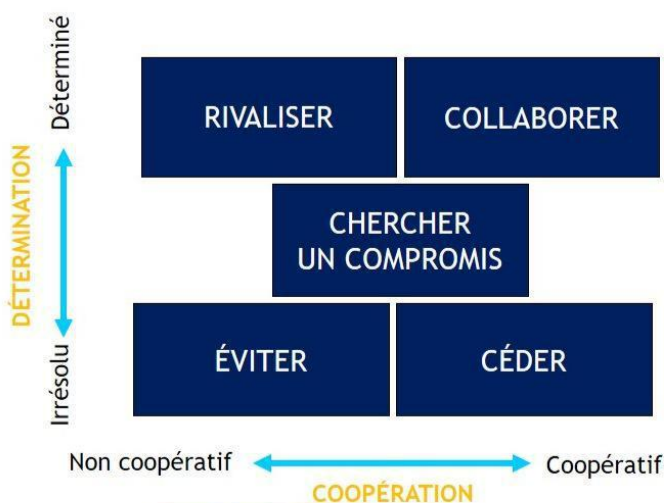 Déterminé
RIVALISER
COLLABORER
DÉTERMINATION
CHERCHER
UN COMPROMIS
Irrésolu
ÉVITER
CÉDER
Non coopératif
Coopératif
COOPÉRATION